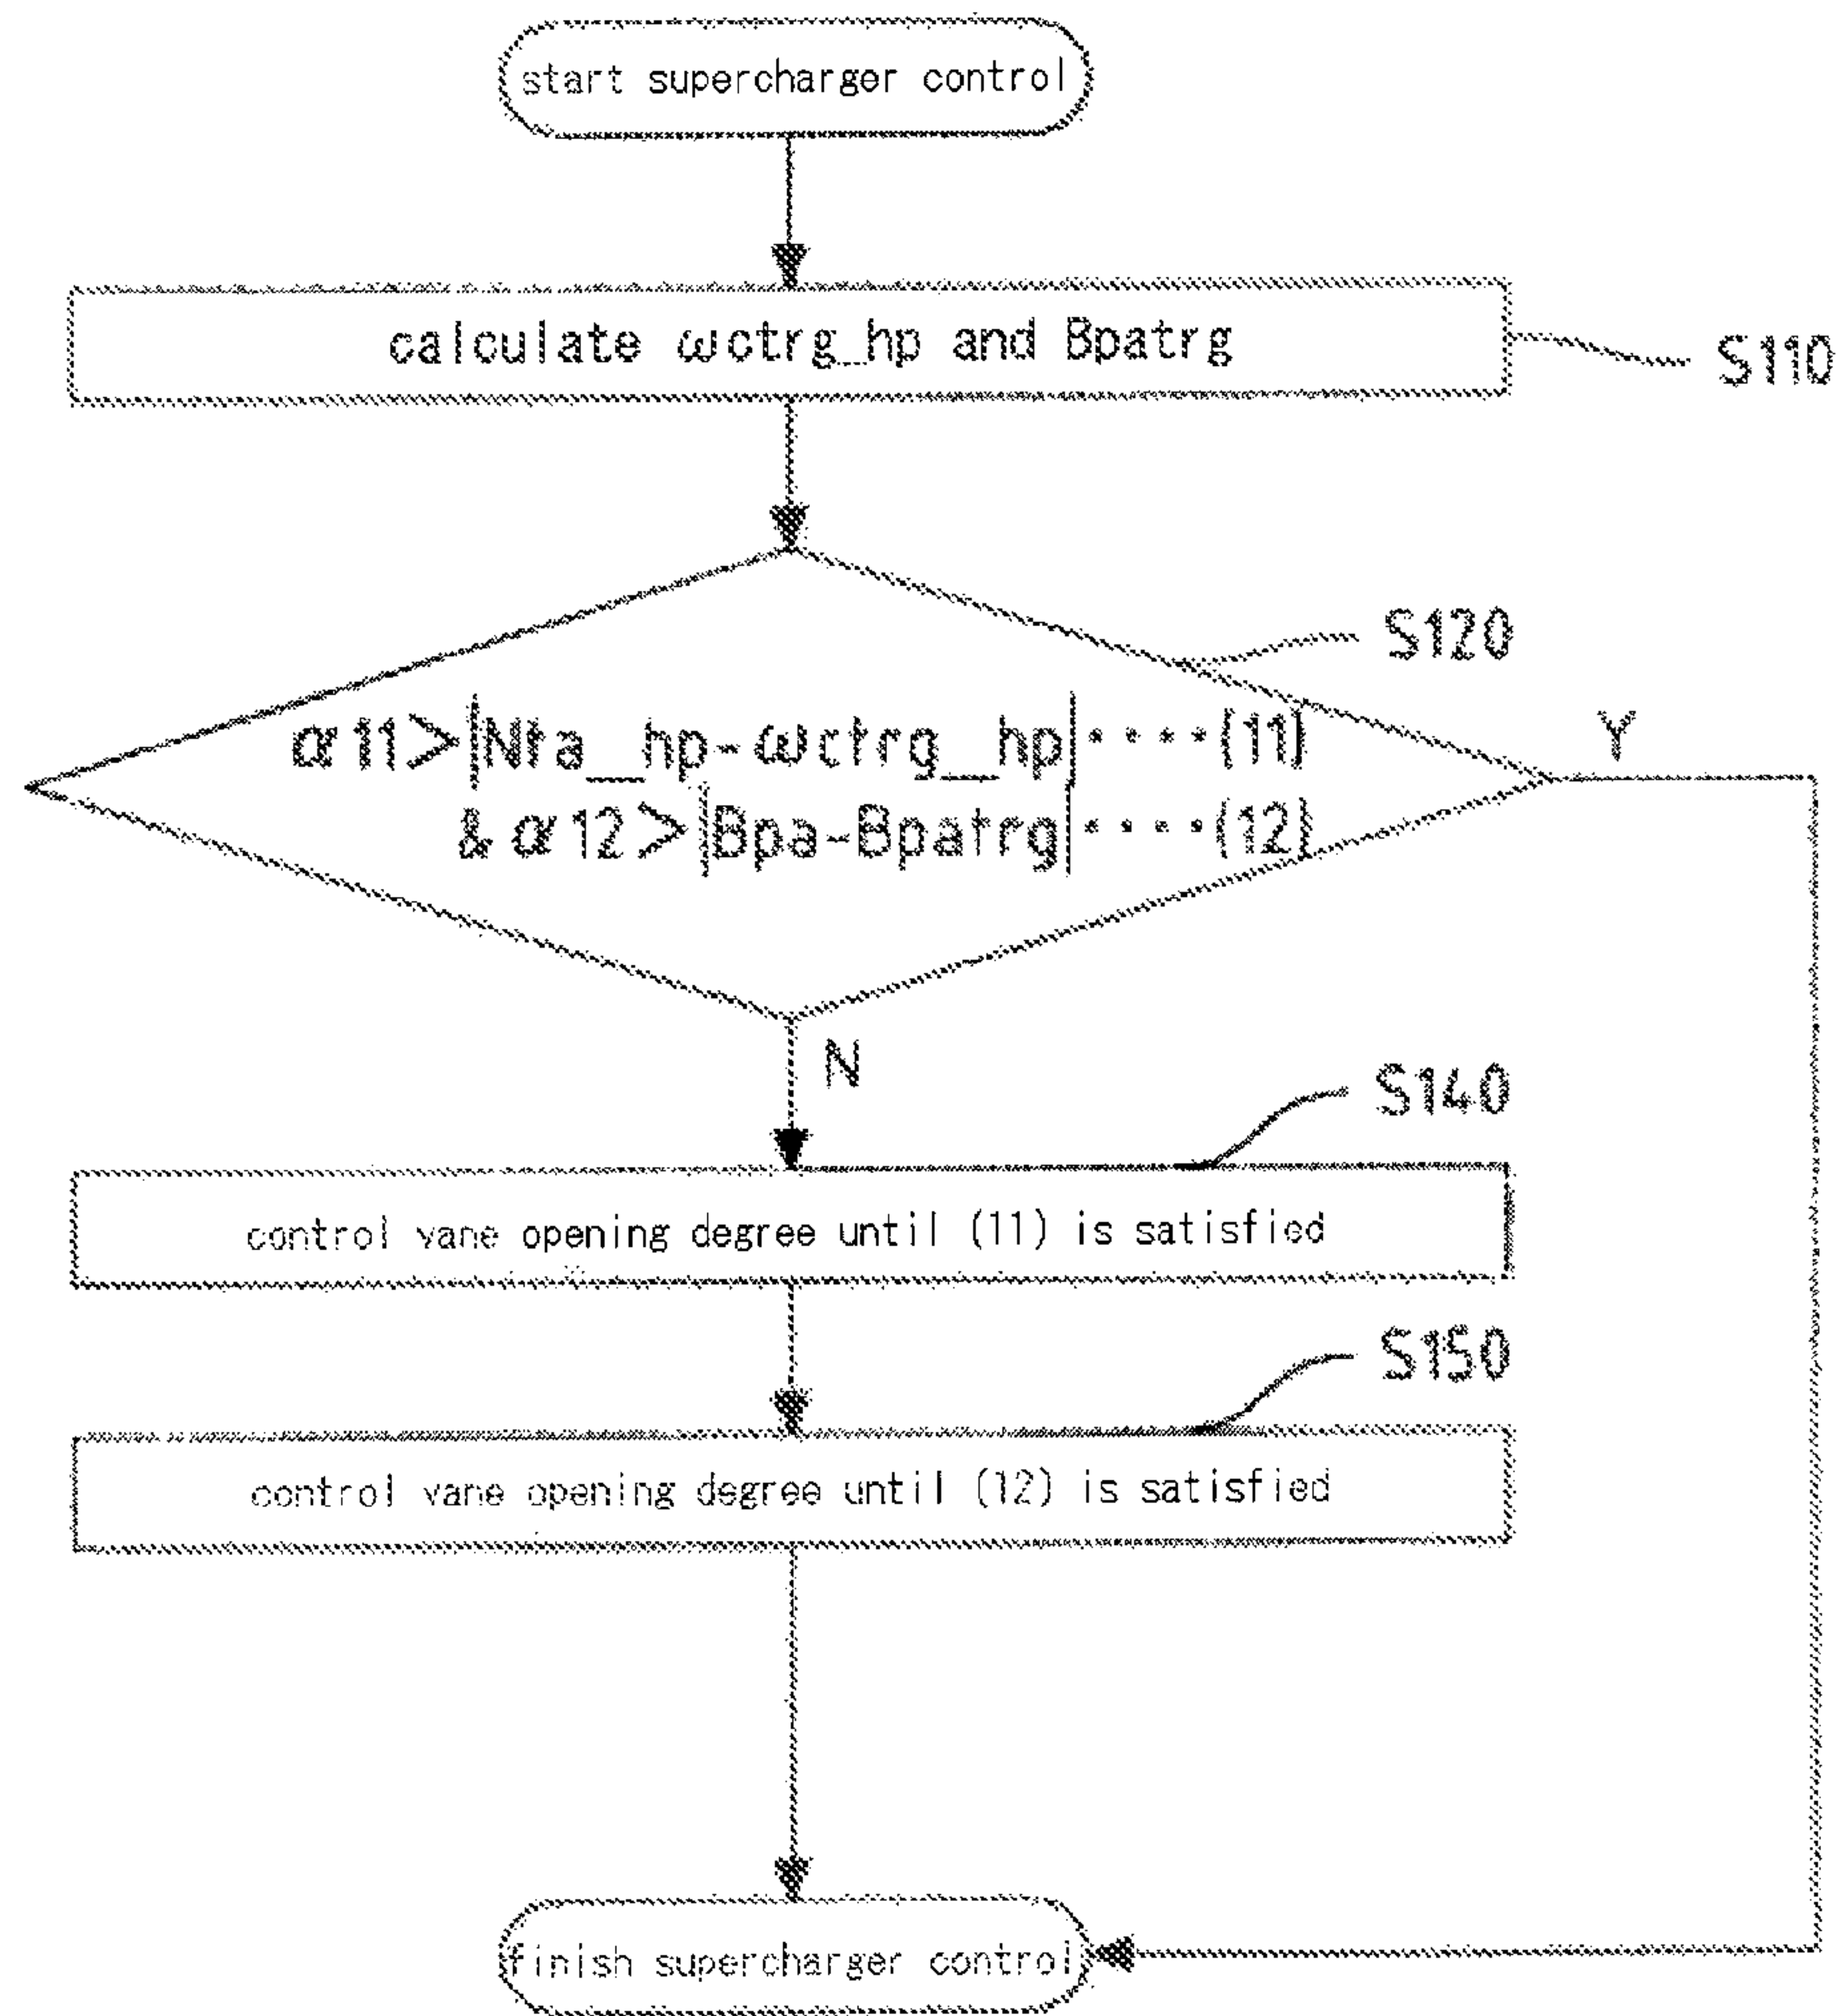 start supercharger control
calculate ωctrg_hp and Bpatrg
S110
S120
α11>|Nta_hp-ωctrg_hp|····(11)
&α12>|Bpa-Bpatrg|····(12)
Y
N
S140
control vane opening degree until (11) is satisfied
S150
control vane opening degree until (12) is satisfied
finish supercharger control